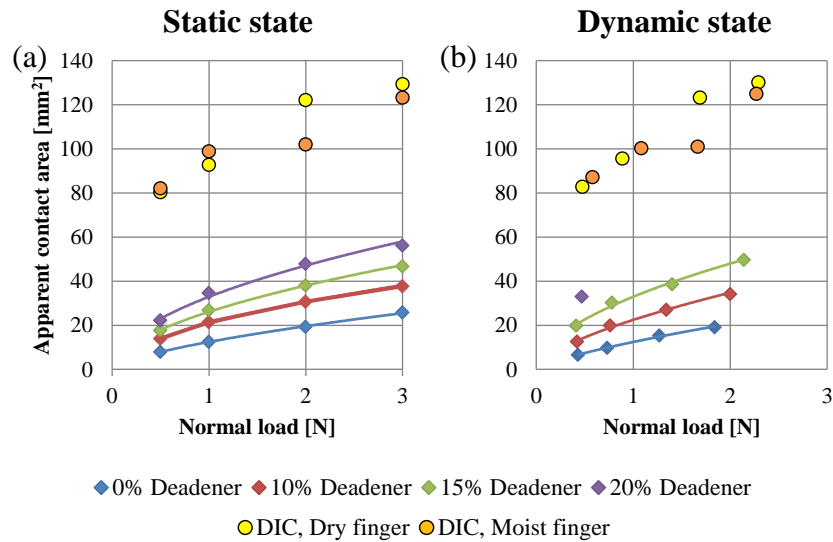 Static state
Dynamic state
(a)
(b)
Apparent contact area [mm²]
140
120
100
80
60
40
20
0
0
1
2
3
Normal load [N]
140
120
100
80
60
40
20
0
0
1
2
3
Normal load [N]
0% Deadener
10% Deadener
15% Deadener
20% Deadener
DIC, Dry finger
DIC, Moist finger